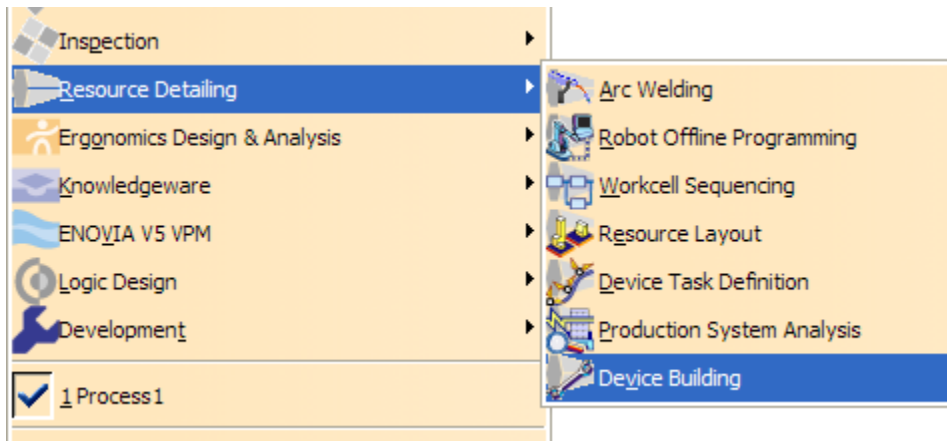 Inspection
Resource Detailing
Ergonomics Design & Analysis
Knowledgeware
ENOVIA V5 VPM
Logic Design
Development
1 Process1
Arc Welding
Robot Offline Programming
Workcell Sequencing
Resource Layout
Device Task Definition
Production System Analysis
Device Building